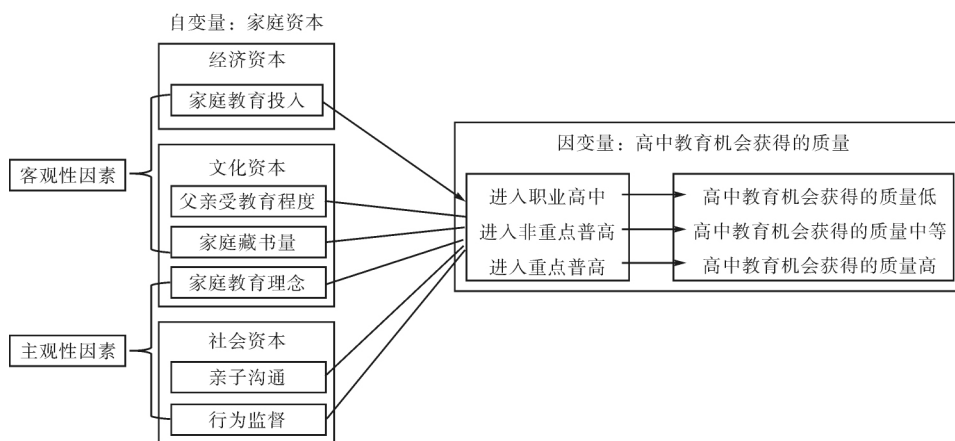 自变量：家庭资本
经济资本
家庭教育投入
客观性因素
文化资本
父亲受教育程度
家庭藏书量
家庭教育理念
主观性因素
社会资本
亲子沟通
行为监督
因变量：高中教育机会获得的质量
进入职业高中
高中教育机会获得的质量低
进入非重点普高
高中教育机会获得的质量中等
进入重点普高
高中教育机会获得的质量高